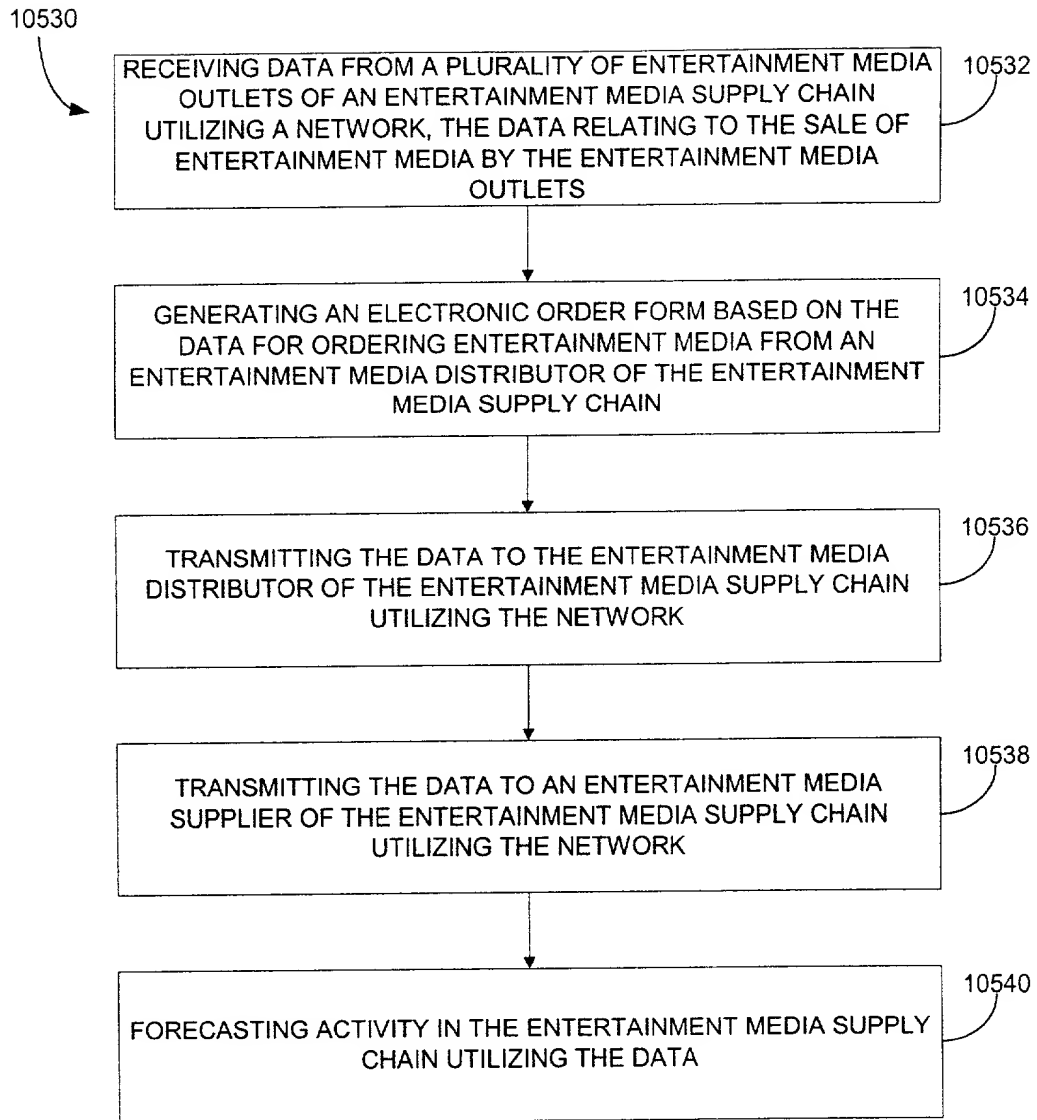 10530
RECEIVING DATA FROM A PLURALITY OF ENTERTAINMENT MEDIA
OUTLETS OF AN ENTERTAINMENT MEDIA SUPPLY CHAIN
UTILIZING A NETWORK, THE DATA RELATING TO THE SALE OF
ENTERTAINMENT MEDIA BY THE ENTERTAINMENT MEDIA
OUTLETS
10532
GENERATING AN ELECTRONIC ORDER FORM BASED ON THE
DATA FOR ORDERING ENTERTAINMENT MEDIA FROM AN
ENTERTAINMENT MEDIA DISTRIBUTOR OF THE ENTERTAINMENT
MEDIA SUPPLY CHAIN
10534
TRANSMITTING THE DATA TO THE ENTERTAINMENT MEDIA
DISTRIBUTOR OF THE ENTERTAINMENT MEDIA SUPPLY CHAIN
UTILIZING THE NETWORK
10536
TRANSMITTING THE DATA TO AN ENTERTAINMENT MEDIA
SUPPLIER OF THE ENTERTAINMENT MEDIA SUPPLY CHAIN
UTILIZING THE NETWORK
10538
FORECASTING ACTIVITY IN THE ENTERTAINMENT MEDIA SUPPLY
CHAIN UTILIZING THE DATA
10540